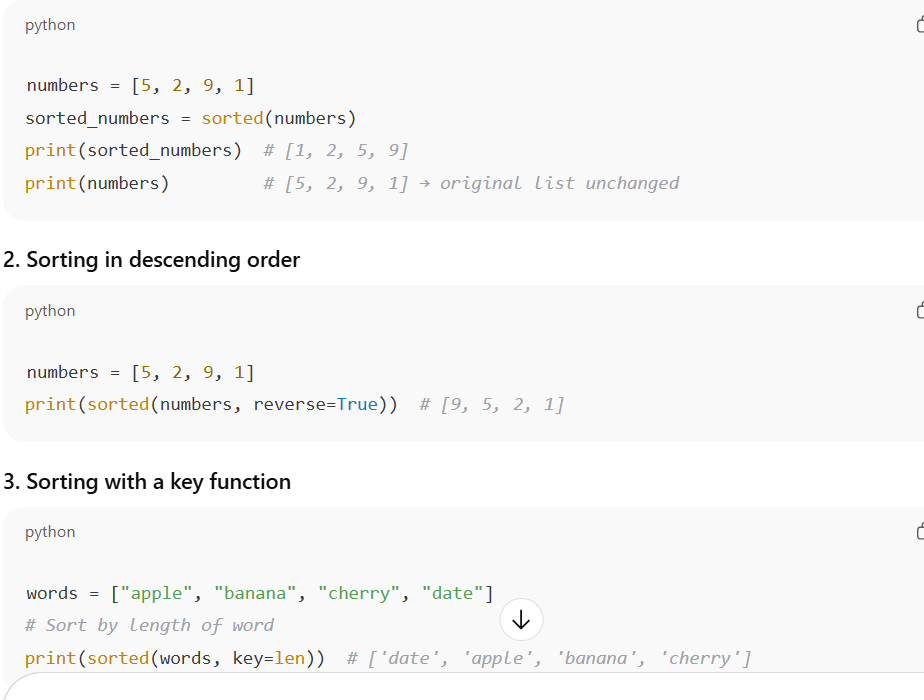 python
numbers = [5, 2, 9, 1]
sorted_numbers = sorted(numbers)
print(sorted_numbers)  # [1, 2, 5, 9]
print(numbers)         # [5, 2, 9, 1] → original list unchanged
2. Sorting in descending order
python
numbers = [5, 2, 9, 1]
print(sorted(numbers, reverse=True))  # [9, 5, 2, 1]
3. Sorting with a key function
python
words = ["apple", "banana", "cherry", "date"]
# Sort by length of word
print(sorted(words, key=len))  # ['date', 'apple', 'banana', 'cherry']